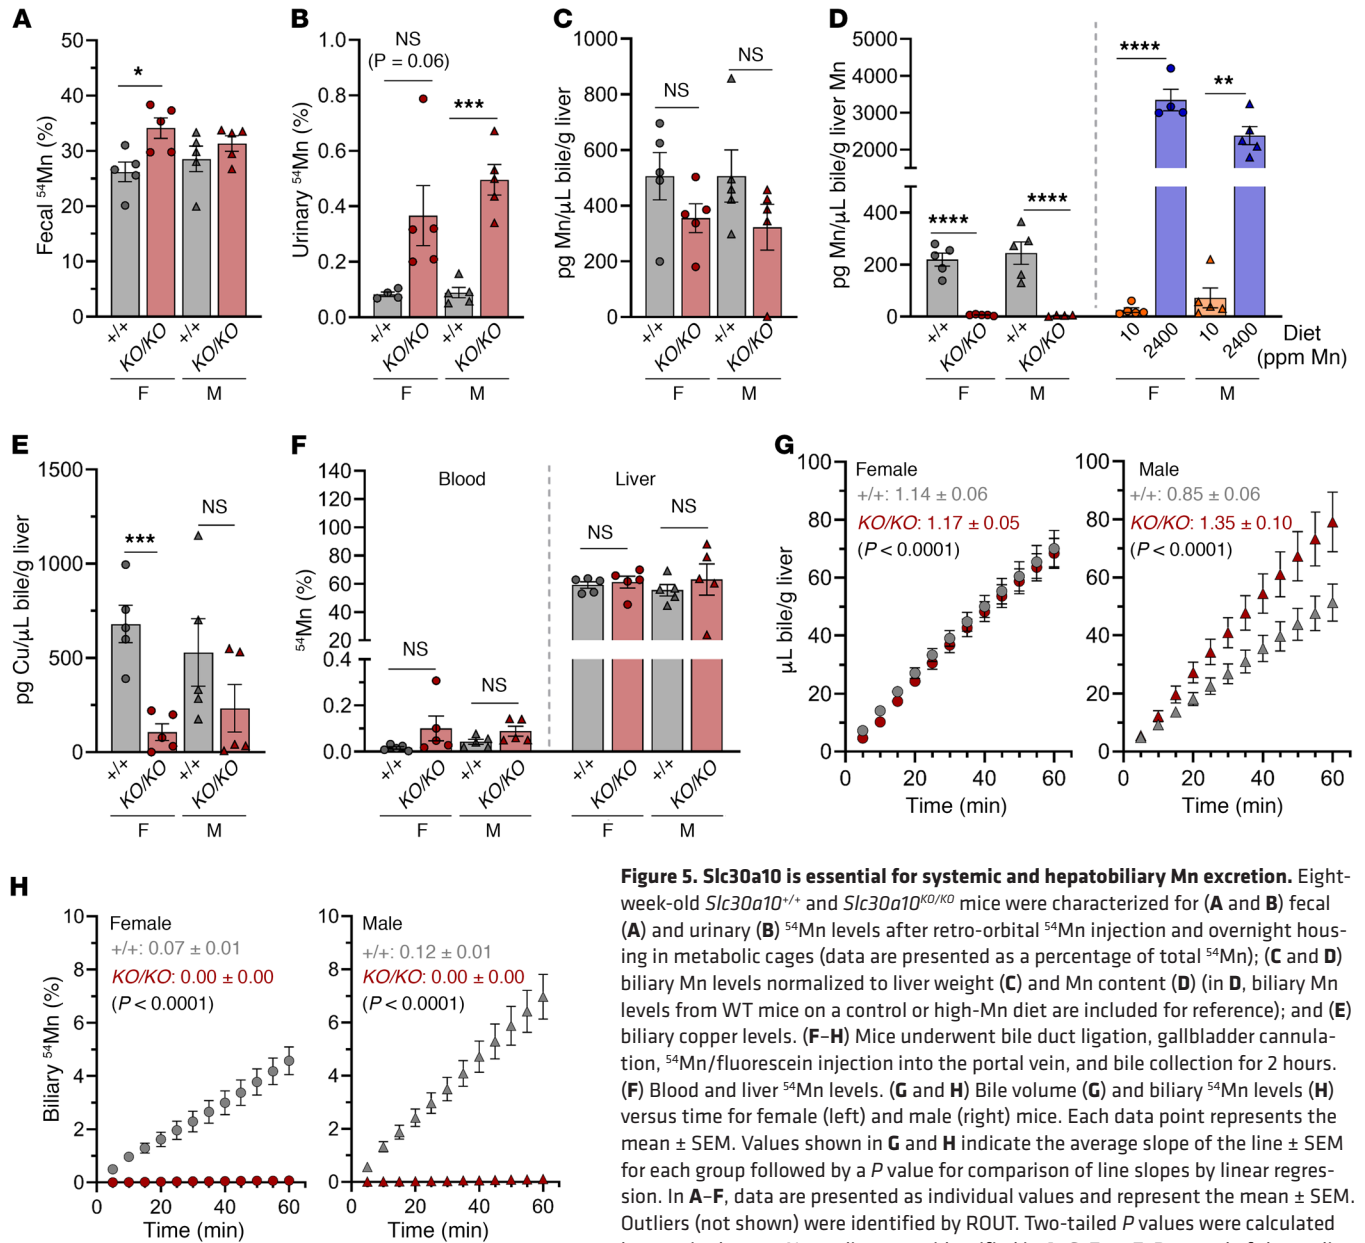 A
50
40
30
20
10
0
Fecal ⁵⁴Mn (%)
*
+/+
KO/KO
+/+
KO/KO
F
M
B
1.0
0.8
0.6
0.4
0.2
0.0
Urinary ⁵⁴Mn (%)
NS
(P = 0.06)
***
+/+
KO/KO
+/+
KO/KO
F
M
C
1000
800
600
400
200
0
pg Mn/µL bile/g liver
NS
NS
+/+
KO/KO
+/+
KO/KO
F
M
D
5000
4000
3000
2000
400
200
0
pg Mn/µL bile/g liver Mn
****
****
****
**
+/+
KO/KO
+/+
KO/KO
10
2400
10
2400
Diet
(ppm Mn)
F
M
F
M
E
1500
1000
500
0
pg Cu/µL bile/g liver
***
NS
+/+
KO/KO
+/+
KO/KO
F
M
F
140
120
100
80
60
40
20
0.4
0.2
0.0
⁵⁴Mn (%)
Blood
Liver
NS
NS
NS
NS
+/+
KO/KO
+/+
KO/KO
+/+
KO/KO
+/+
KO/KO
F
M
F
M
G
100
80
60
40
20
0
µL bile/g liver
Female
+/+: 1.14 ± 0.06
KO/KO: 1.17 ± 0.05
(P < 0.0001)
0 20 40 60
Time (min)
100
80
60
40
20
0
Male
+/+: 0.85 ± 0.06
KO/KO: 1.35 ± 0.10
(P < 0.0001)
0 20 40 60
Time (min)
H
10
8
6
4
2
0
Biliary ⁵⁴Mn (%)
Female
+/+: 0.07 ± 0.01
KO/KO: 0.00 ± 0.00
(P < 0.0001)
0 20 40 60
Time (min)
10
8
6
4
2
0
Male
+/+: 0.12 ± 0.01
KO/KO: 0.00 ± 0.00
(P < 0.0001)
0 20 40 60
Time (min)
Figure 5. Slc30a10 is essential for systemic and hepatobiliary Mn excretion. Eight-
week-old Slc30a10⁺/⁺ and Slc30a10ᴷᴼ/ᴷᴼ mice were characterized for (A and B) fecal
(A) and urinary (B) ⁵⁴Mn levels after retro-orbital ⁵⁴Mn injection and overnight hous-
ing in metabolic cages (data are presented as a percentage of total ⁵⁴Mn); (C and D)
biliary Mn levels normalized to liver weight (C) and Mn content (D) (in D, biliary Mn
levels from WT mice on a control or high-Mn diet are included for reference); and (E)
biliary copper levels. (F–H) Mice underwent bile duct ligation, gallbladder cannula-
tion, ⁵⁴Mn/fluorescein injection into the portal vein, and bile collection for 2 hours.
(F) Blood and liver ⁵⁴Mn levels. (G and H) Bile volume (G) and biliary ⁵⁴Mn levels (H)
versus time for female (left) and male (right) mice. Each data point represents the
mean ± SEM. Values shown in G and H indicate the average slope of the line ± SEM
for each group followed by a P value for comparison of line slopes by linear regres-
sion. In A–F, data are presented as individual values and represent the mean ± SEM.
Outliers (not shown) were identified by ROUT. Two-tailed P values were calculated